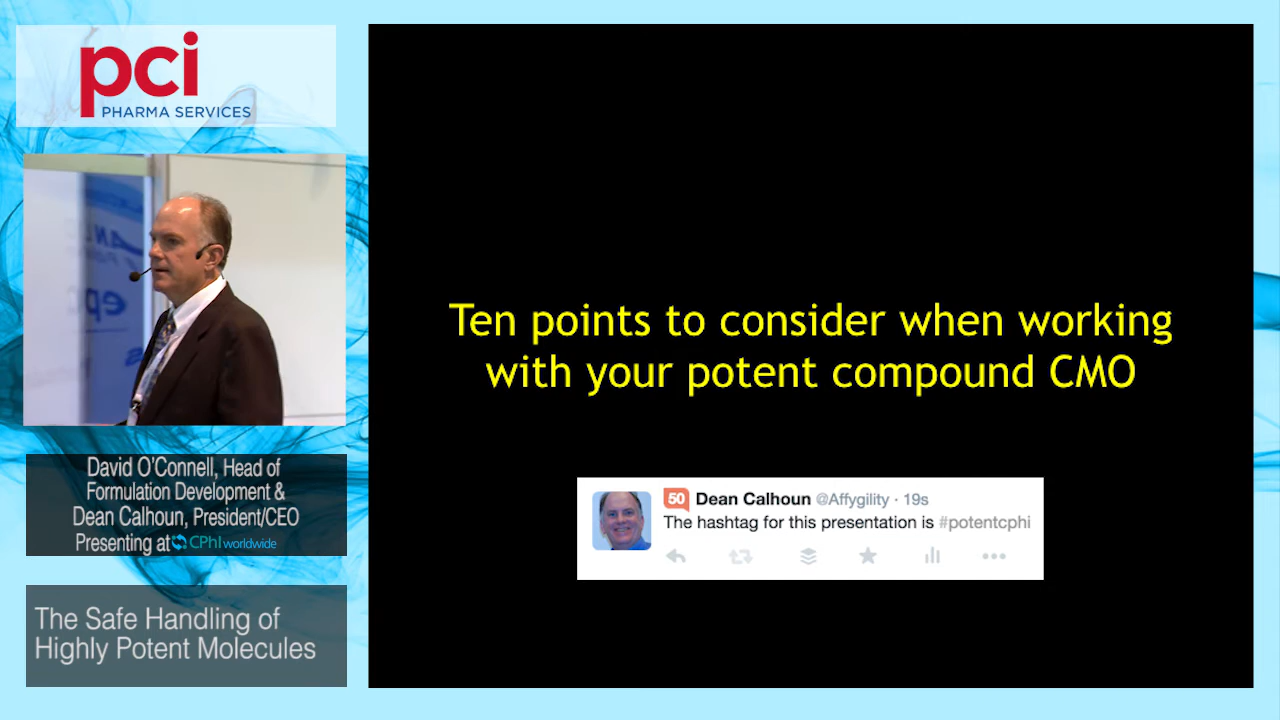 pci
PHARMA SERVICES
David O'Connell, Head of
Formulation Development &
Dean Calhoun, President/CEO
Presenting at CPhI worldwide
The Safe Handling of
Highly Potent Molecules
Ten points to consider when working
with your potent compound CMO
50 Dean Calhoun @Affygility · 19s
The hashtag for this presentation is #potentcphi